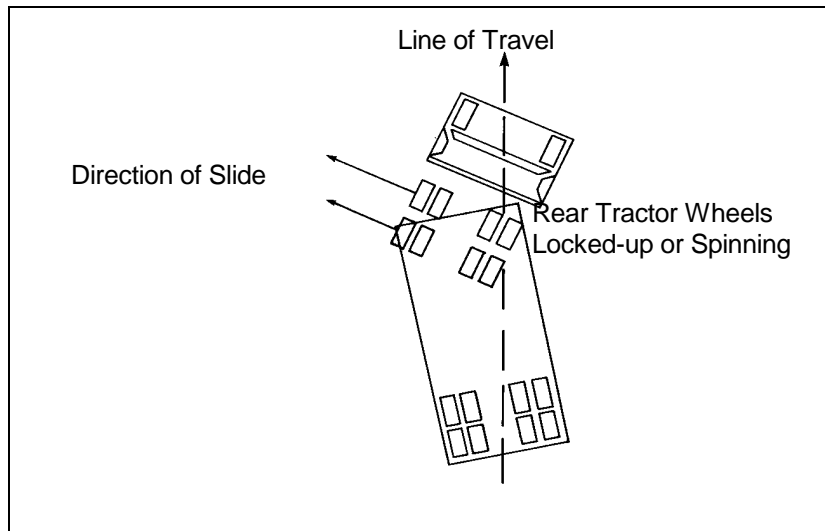 Line of Travel
Direction of Slide
Rear Tractor Wheels
Locked-up or Spinning